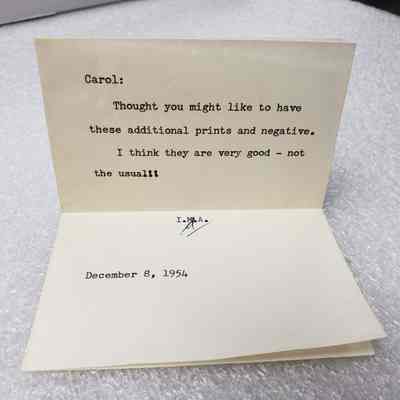 Carol:
Thought you might like to have
these additional prints and negative.
I think they are very good - not
the usual!!
I.M.A.
December 8, 1954